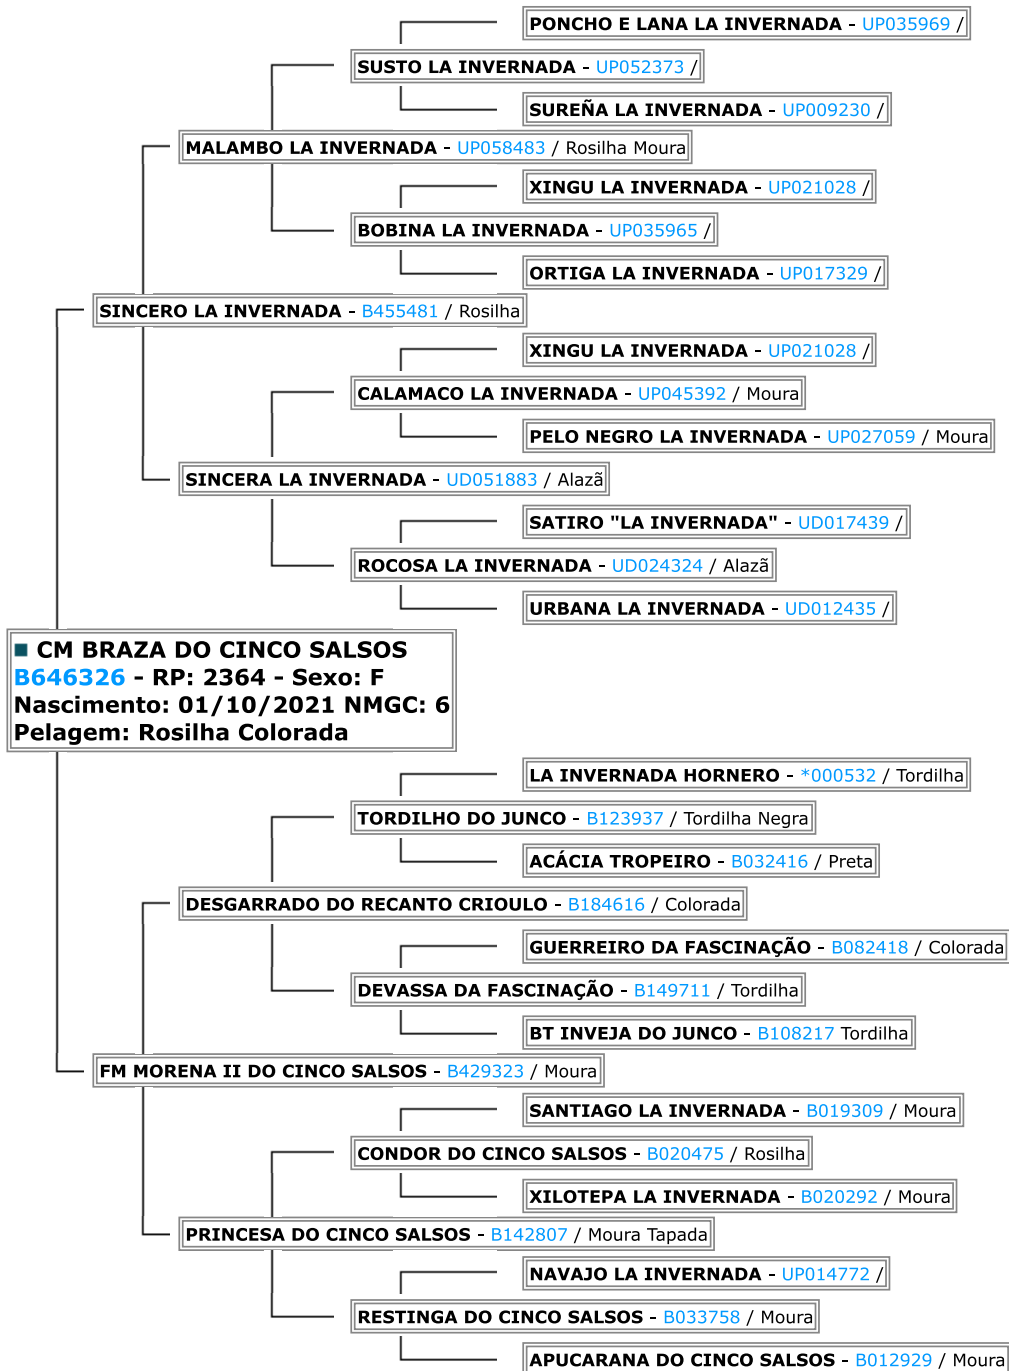 PONCHO E LANA LA INVERNADA - UP035969 /
SUSTO LA INVERNADA - UP052373 /
SUREÑA LA INVERNADA - UP009230 /
MALAMBO LA INVERNADA - UP058483 / Rosilha Moura
XINGU LA INVERNADA - UP021028 /
BOBINA LA INVERNADA - UP035965 /
ORTIGA LA INVERNADA - UP017329 /
SINCERO LA INVERNADA - B455481 / Rosilha
XINGU LA INVERNADA - UP021028 /
CALAMACO LA INVERNADA - UP045392 / Moura
PELO NEGRO LA INVERNADA - UP027059 / Moura
SINCERA LA INVERNADA - UD051883 / Alazã
SATIRO "LA INVERNADA" - UD017439 /
ROCOSA LA INVERNADA - UD024324 / Alazã
URBANA LA INVERNADA - UD012435 /
■ CM BRAZA DO CINCO SALSOS
B646326 - RP: 2364 - Sexo: F
Nascimento: 01/10/2021 NMGC: 6
Pelagem: Rosilha Colorada
LA INVERNADA HORNERO - *000532 / Tordilha
TORDILHO DO JUNCO - B123937 / Tordilha Negra
ACÁCIA TROPEIRO - B032416 / Preta
DESGARRADO DO RECANTO CRIOULO - B184616 / Colorada
GUERREIRO DA FASCINAÇÃO - B082418 / Colorada
DEVASSA DA FASCINAÇÃO - B149711 / Tordilha
BT INVEJA DO JUNCO - B108217 Tordilha
FM MORENA II DO CINCO SALSOS - B429323 / Moura
SANTIAGO LA INVERNADA - B019309 / Moura
CONDOR DO CINCO SALSOS - B020475 / Rosilha
XILOTEPA LA INVERNADA - B020292 / Moura
PRINCESA DO CINCO SALSOS - B142807 / Moura Tapada
NAVAJO LA INVERNADA - UP014772 /
RESTINGA DO CINCO SALSOS - B033758 / Moura
APUCARANA DO CINCO SALSOS - B012929 / Moura